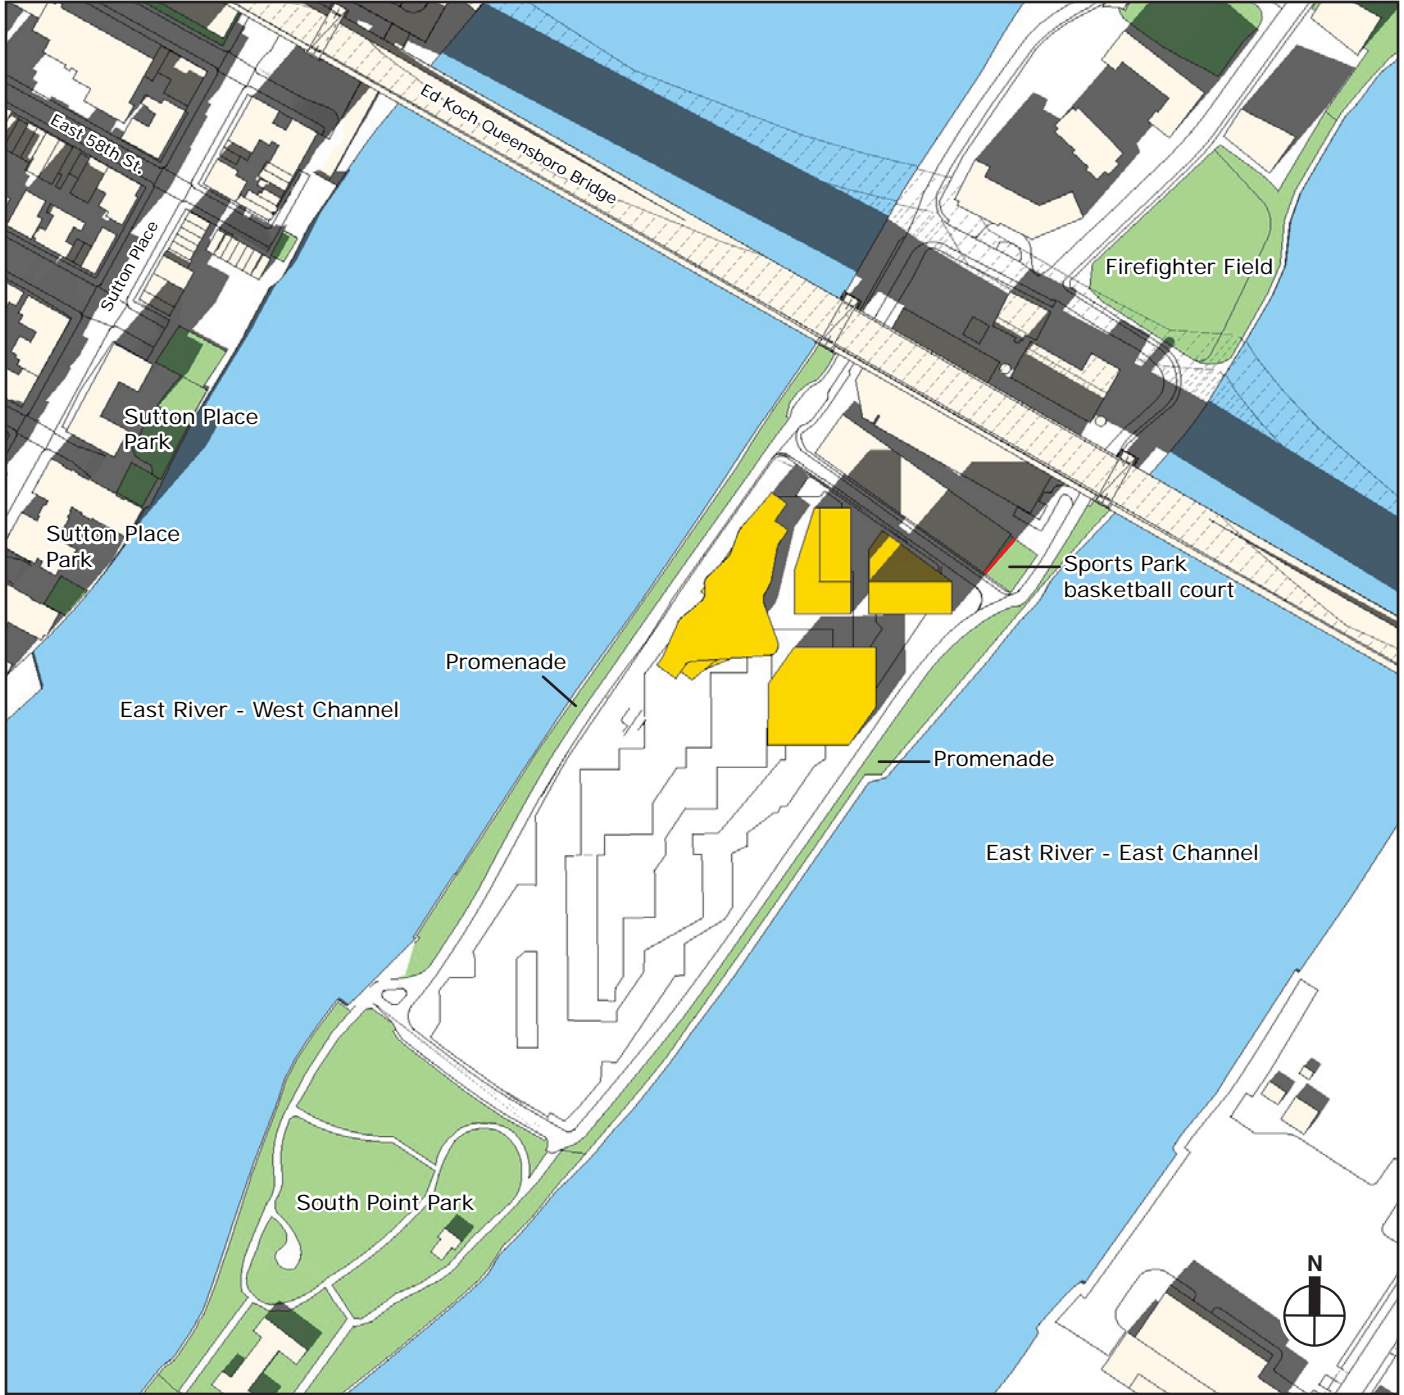 Ed Koch Queensboro Bridge
East 58th St.
Sutton Place
Firefighter Field
Sutton Place
Park
Sutton Place
Park
Sports Park
basketball court
Promenade
East River - West Channel
Promenade
East River - East Channel
South Point Park
N